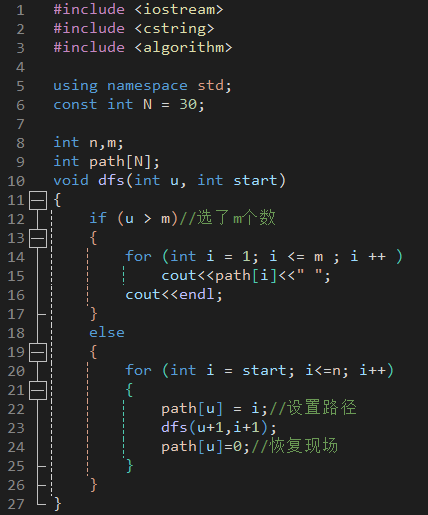 1 #include <iostream>
2 #include <cstring>
3 #include <algorithm>
4
5 using namespace std;
6 const int N = 30;
7
8 int n,m;
9 int path[N];
10 void dfs(int u, int start)
11 {
12     if (u > m)//选了m个数
13     {
14         for (int i = 1; i <= m ; i ++ )
15             cout<<path[i]<<" ";
16         cout<<endl;
17     }
18     else
19     {
20         for (int i = start; i<=n; i++)
21         {
22             path[u] = i;//设置路径
23             dfs(u+1,i+1);
24             path[u]=0;//恢复现场
25         }
26     }
27 }